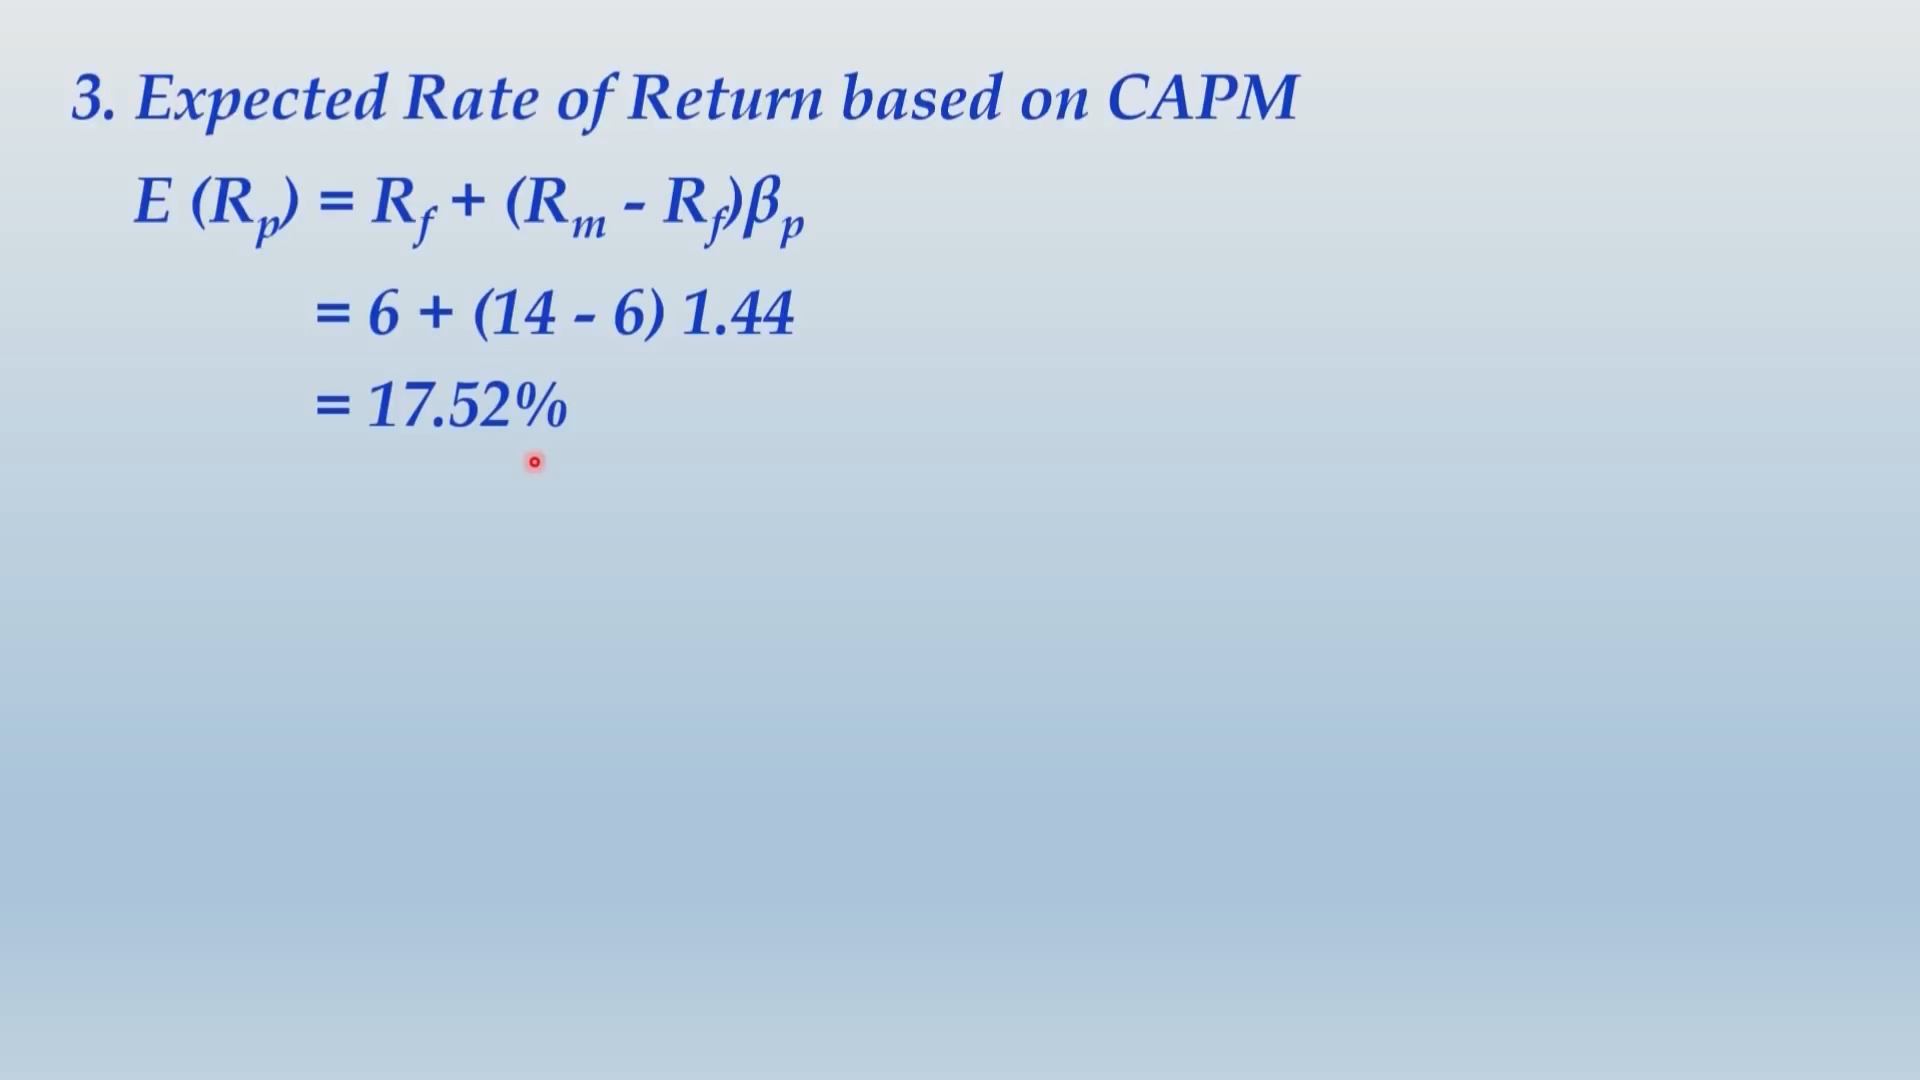 3. Expected Rate of Return based on CAPM
E (Rp) = Rf + (Rm - Rf)βp
= 6 + (14 - 6) 1.44
= 17.52%